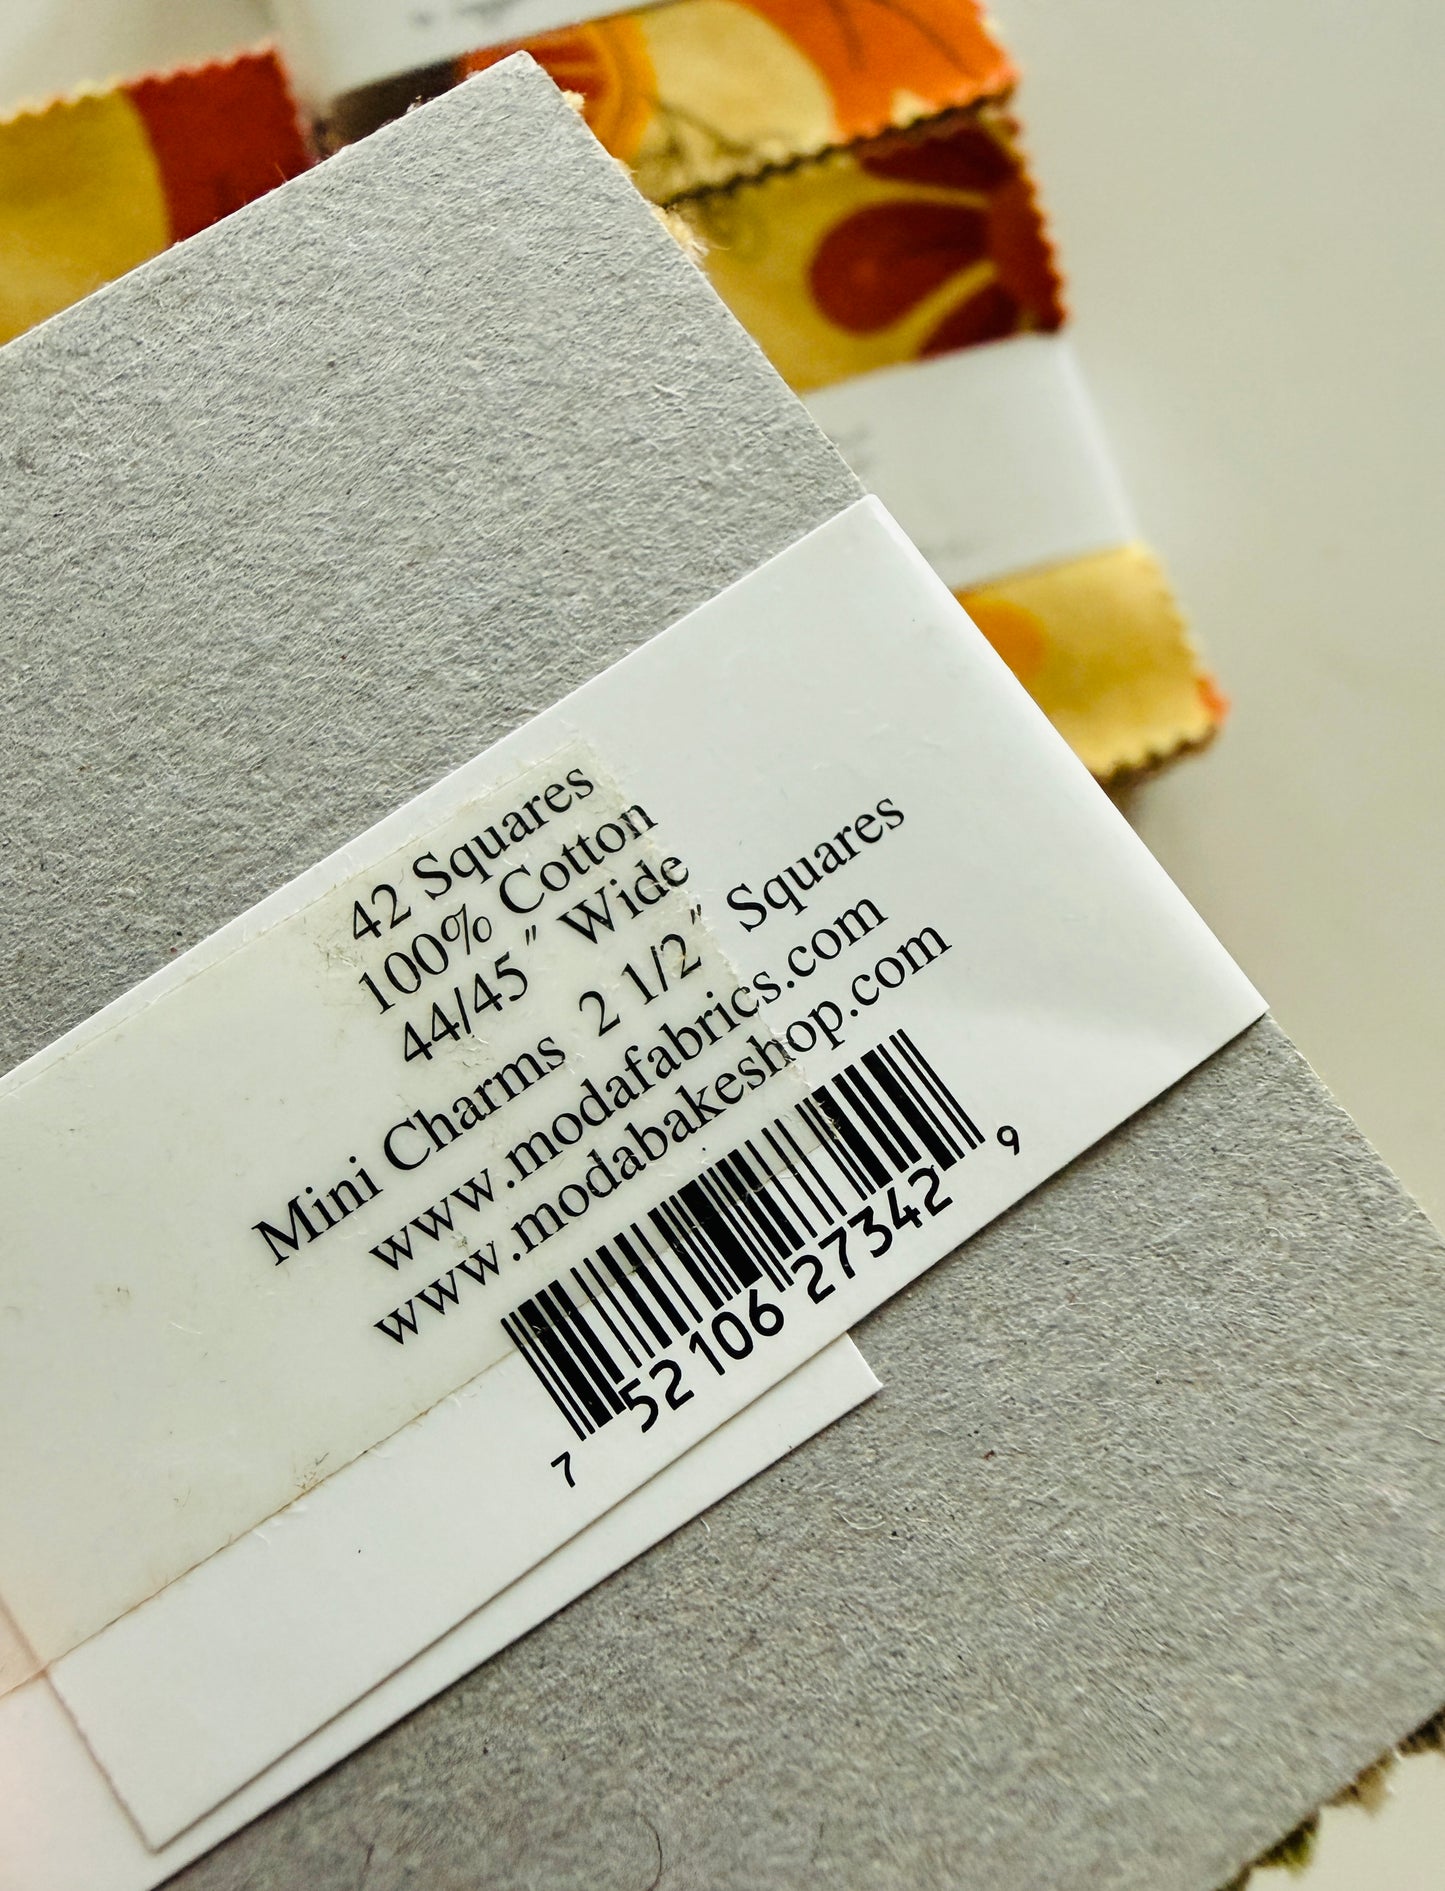 42 Squares
100% Cotton
44/45" Wide
Mini Charms 2 1/2" Squares
www.modafabrics.com
www.modabakeshop.com
7 52106 27342 9